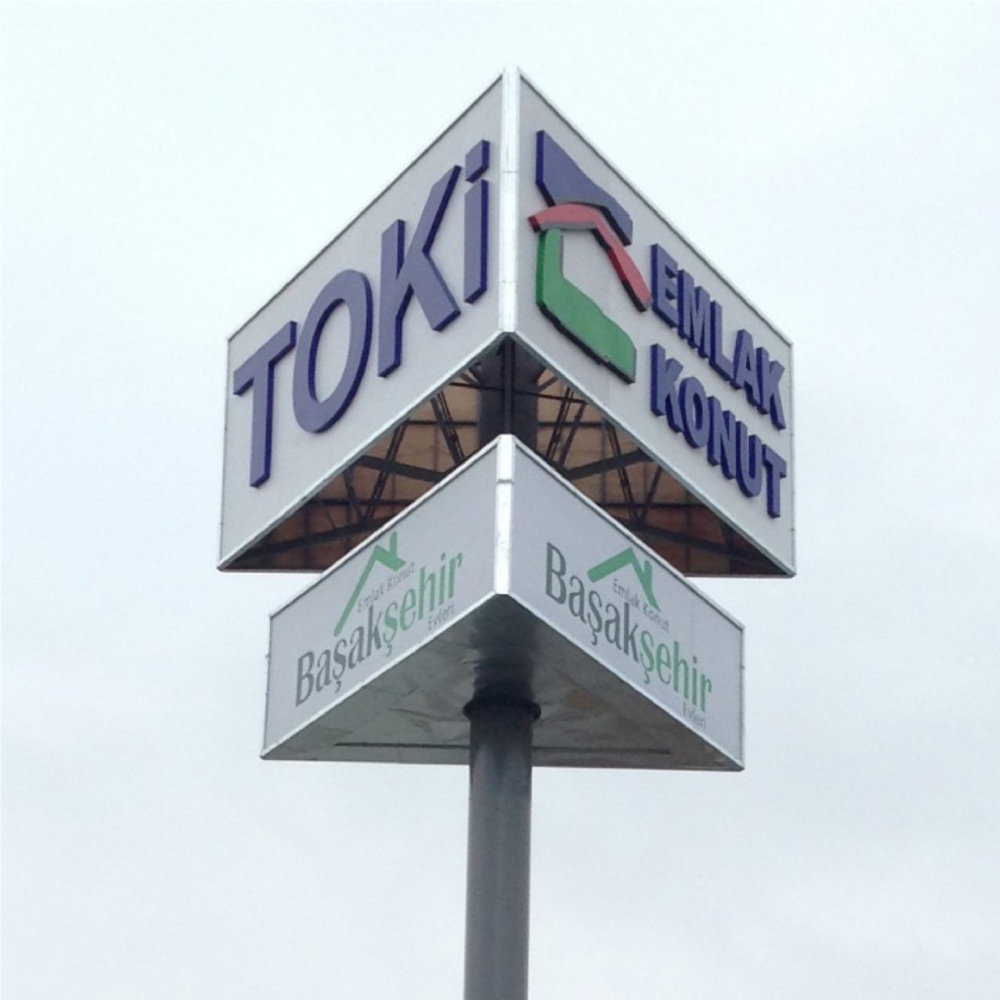 TOKİ
EMLAK
KONUT
Emlak Konut
Başakşehir
Evleri
Emlak Konut
Başakşehir
Evleri